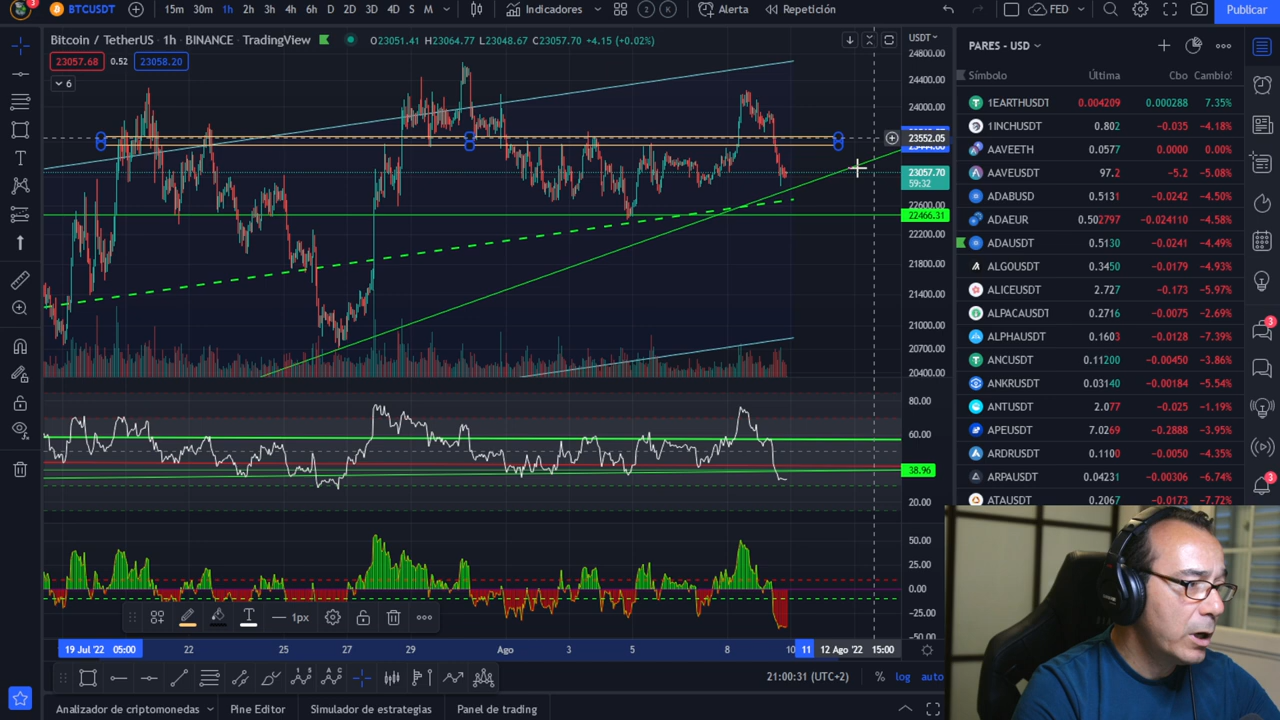 3
BTCUSDT
15m 30m 1h 2h 3h 4h 6h D 2D 3D 4D S M
Indicadores
2 K
Alerta
Repetición
FED
Publicar
Bitcoin / TetherUS · 1h · BINANCE · TradingView
O23051.41 H23064.77 L23048.67 C23057.70 +4.15 (+0.02%)
23057.68 0.52 23058.20
6
USDT
24800.00
24400.00
24000.00
23552.05
23444.00
23057.70
59:32
22600.00
22466.31
22200.00
21800.00
21400.00
21000.00
20700.00
20400.00
80.00
60.00
38.96
20.00
50.00
25.00
0.00
−25.00
−50.00
1px
19 Jul '22 05:00
22 25 27 29 Ago 3 5 8 10 11
12 Ago '22 15:00
21:00:31 (UTC+2)
% log auto
Analizador de criptomonedas
Pine Editor
Simulador de estrategias
Panel de trading
PARES - USD
Símbolo Última Cbo Cambio%
1EARTHUSDT 0.004209 0.000288 7.35%
1INCHUSDT 0.802 -0.035 -4.18%
AAVEETH 0.0577 0.0000 0.00%
AAVEUSDT 97.2 -5.2 -5.08%
ADABUSD 0.5131 -0.0242 -4.50%
ADAEUR 0.502797 -0.024110 -4.58%
ADAUSDT 0.5130 -0.0241 -4.49%
ALGOUSDT 0.3450 -0.0179 -4.93%
ALICEUSDT 2.727 -0.173 -5.97%
ALPACAUSDT 0.2716 -0.0075 -2.69%
ALPHAUSDT 0.1603 -0.0128 -7.39%
ANCUSDT 0.11200 -0.00450 -3.86%
ANKRUSDT 0.03140 -0.00184 -5.54%
ANTUSDT 2.077 -0.025 -1.19%
APEUSDT 7.0269 -0.2888 -3.95%
ARDRUSDT 0.1100 -0.0050 -4.35%
ARPAUSDT 0.04231 -0.00306 -6.74%
ATAUSDT 0.2067 -0.0173 -7.72%
3
3